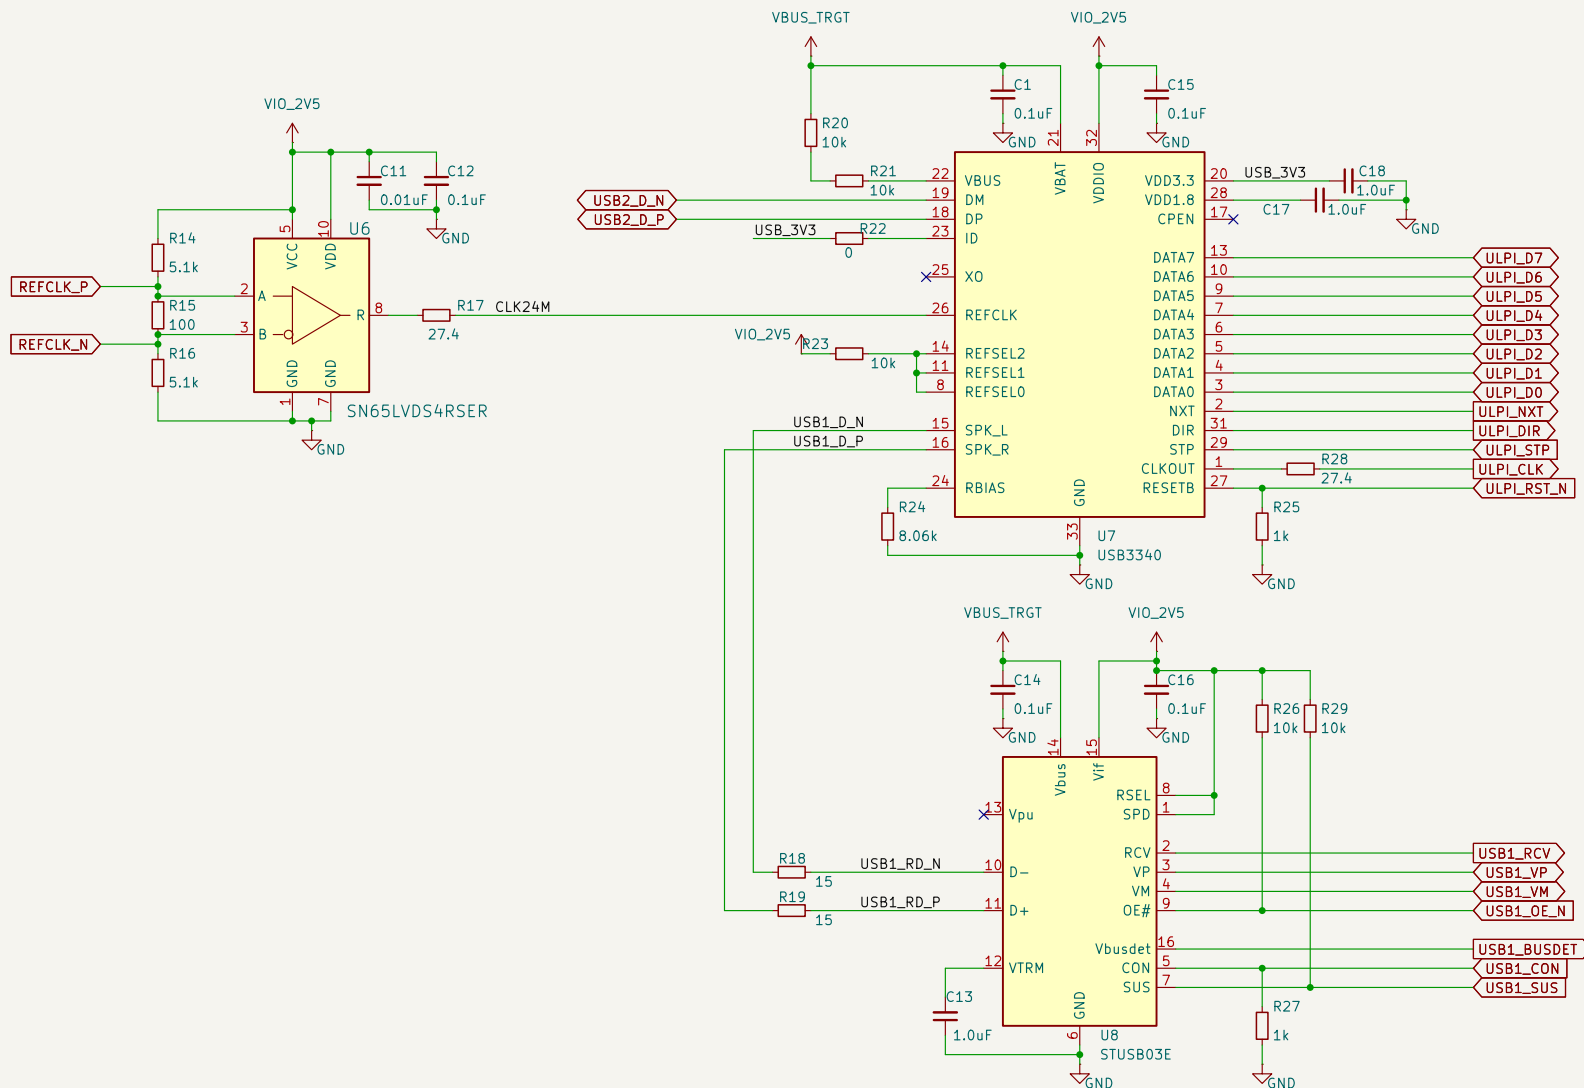 VBUS_TRGT
VIO_2V5
C1
0.1uF
GND
C15
0.1uF
GND
R20
10k
R21
10k
VIO_2V5
C11
0.01uF
C12
0.1uF
GND
U6
5
10
VCC
VDD
R14
5.1k
REFCLK_P
2
A
R15
100
3
B
REFCLK_N
R16
5.1k
R
8
R17
27.4
CLK24M
GND
GND
1
7
SN65LVDS4RSER
GND
USB2_D_N
USB2_D_P
USB_3V3
R22
0
VIO_2V5
R23
10k
21
32
VBAT
VDDIO
22
VBUS
19
DM
18
DP
23
ID
25
XO
26
REFCLK
14
REFSEL2
11
REFSEL1
8
REFSEL0
15
SPK_L
16
SPK_R
24
RBIAS
USB1_D_N
USB1_D_P
R24
8.06k
VDD3.3
20
USB_3V3
C18
1.0uF
VDD1.8
28
C17
1.0uF
CPEN
17
GND
DATA7
13
ULPI_D7
DATA6
10
ULPI_D6
DATA5
9
ULPI_D5
DATA4
7
ULPI_D4
DATA3
6
ULPI_D3
DATA2
5
ULPI_D2
DATA1
4
ULPI_D1
DATA0
3
ULPI_D0
NXT
2
ULPI_NXT
DIR
31
ULPI_DIR
STP
29
ULPI_STP
CLKOUT
1
R28
27.4
ULPI_CLK
RESETB
27
ULPI_RST_N
R25
1k
GND
GND
33
U7
USB3340
GND
VBUS_TRGT
VIO_2V5
C14
0.1uF
GND
C16
0.1uF
GND
R26
10k
R29
10k
14
15
Vbus
Vif
13
Vpu
RSEL
8
SPD
1
R18
15
USB1_RD_N
10
D-
R19
15
USB1_RD_P
11
D+
12
VTRM
C13
1.0uF
RCV
2
USB1_RCV
VP
3
USB1_VP
VM
4
USB1_VM
OE#
9
USB1_OE_N
Vbusdet
16
USB1_BUSDET
CON
5
USB1_CON
SUS
7
USB1_SUS
R27
1k
GND
GND
6
U8
STUSB03E
GND